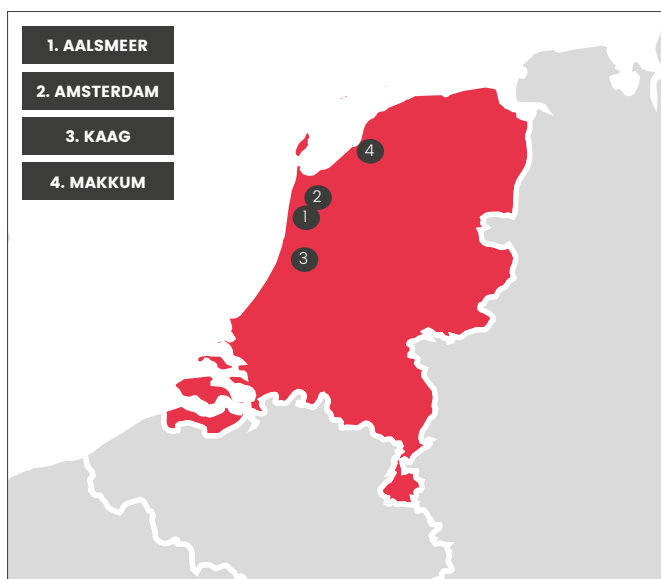 1. AALSMEER
2. AMSTERDAM
3. KAAG
4. MAKKUM
4
2
1
3